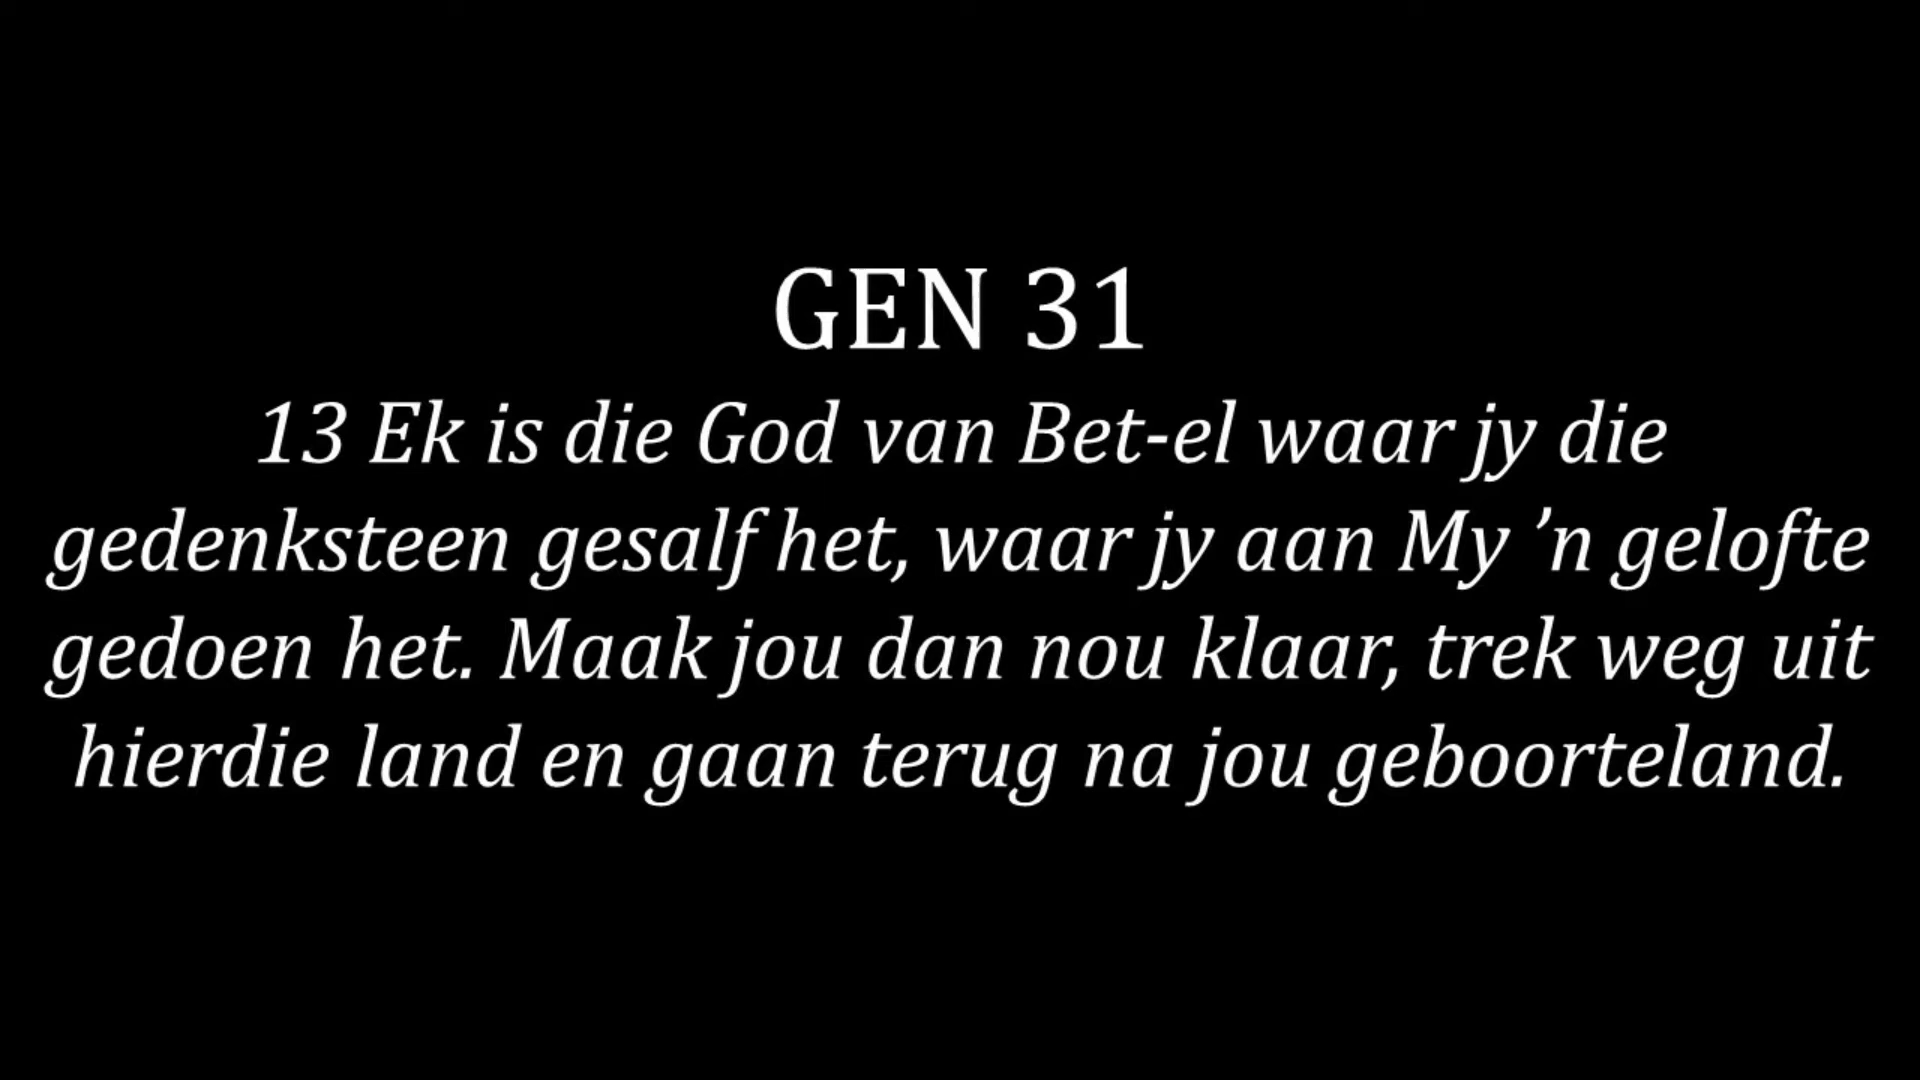 GEN 31
13 Ek is die God van Bet-el waar jy die
gedenksteen gesalf het, waar jy aan My ’n gelofte
gedoen het. Maak jou dan nou klaar, trek weg uit
hierdie land en gaan terug na jou geboorteland.